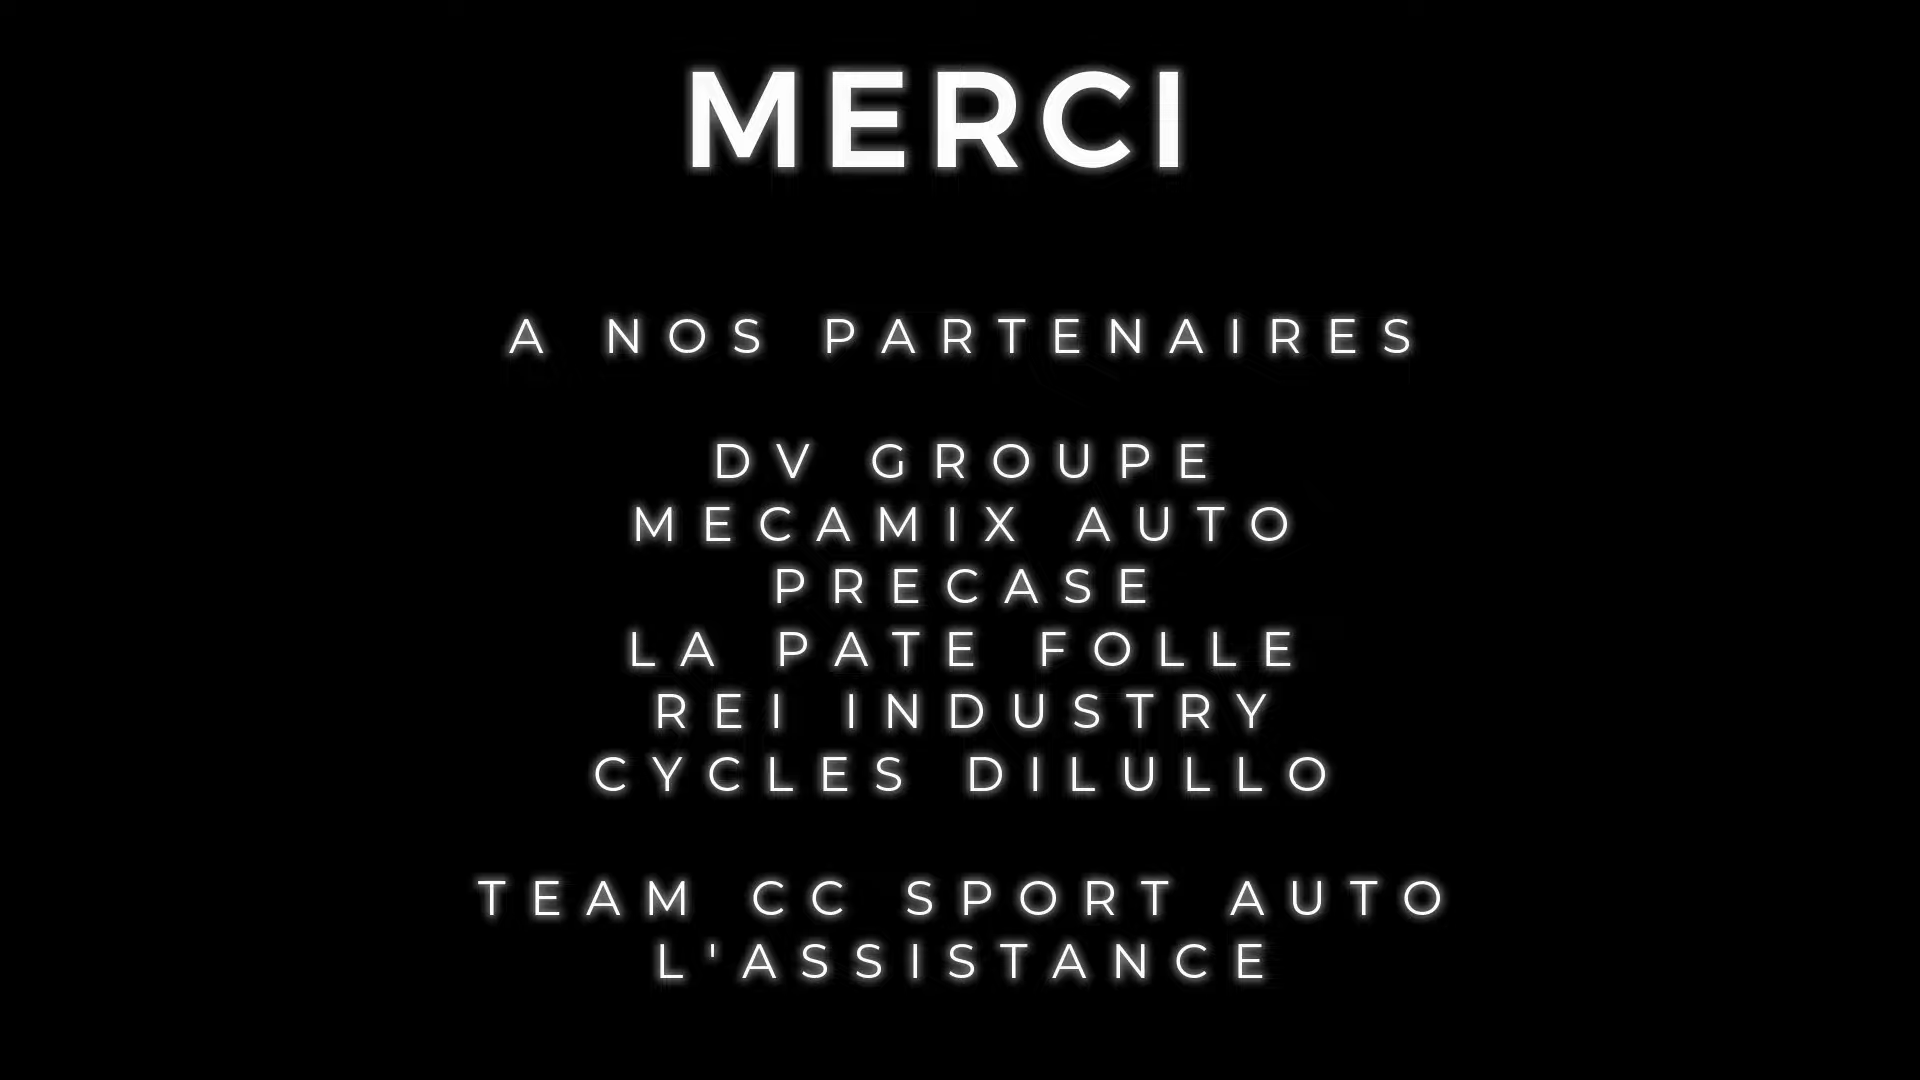 MERCI
A NOS PARTENAIRES
DV GROUPE
MECAMIX AUTO
PRECASE
LA PATE FOLLE
REI INDUSTRY
CYCLES DILULLO
TEAM CC SPORT AUTO
L'ASSISTANCE